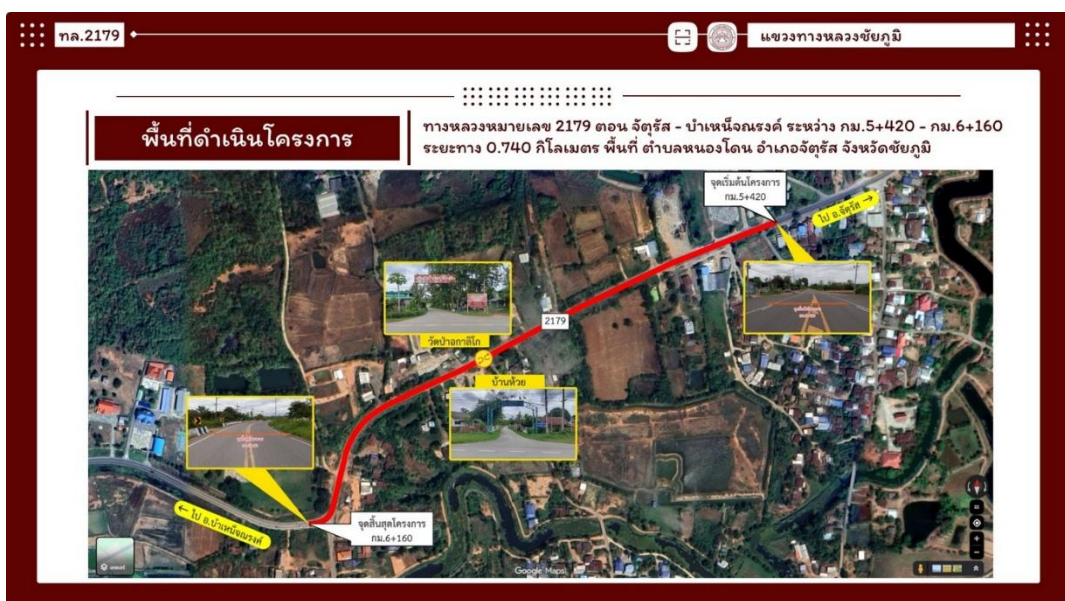 ทล.2179
แขวงทางหลวงชัยภูมิ
พื้นที่ดำเนินโครงการ
ทางหลวงหมายเลข 2179 ตอน จัตุรัส - บำเหน็จณรงค์ ระหว่าง กม.5+420 - กม.6+160
ระยะทาง 0.740 กิโลเมตร พื้นที่ ตำบลหนองโดน อำเภอจัตุรัส จังหวัดชัยภูมิ
จุดเริ่มต้นโครงการ
กม.5+420
ไป อ.จัตุรัส →
2179
วัดป่าอกาลิโก
บ้านห้วย
← ไป อ.บำเหน็จณรงค์
จุดสิ้นสุดโครงการ
กม.6+160
Google Maps